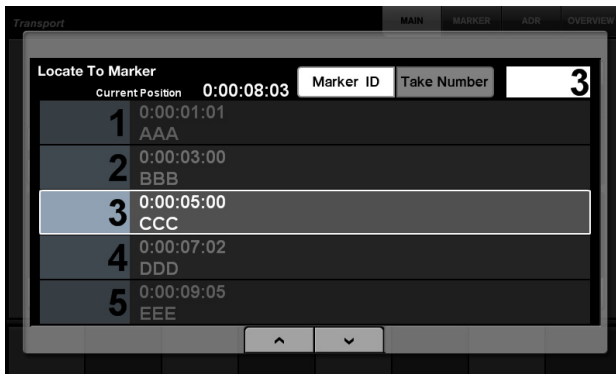 Transport
MAIN MARKER ADR OVERVIEW
Locate To Marker
Current Position 0:00:08:03
Marker ID Take Number 3
1 0:00:01:01
AAA
2 0:00:03:00
BBB
3 0:00:05:00
CCC
4 0:00:07:02
DDD
5 0:00:09:05
EEE